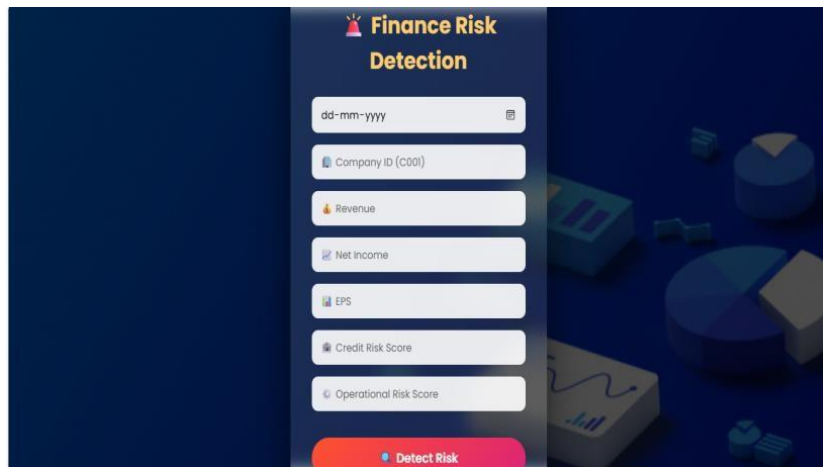 🚨 Finance Risk
Detection
dd-mm-yyyy
Company ID (C001)
Revenue
Net Income
EPS
Credit Risk Score
Operational Risk Score
Detect Risk